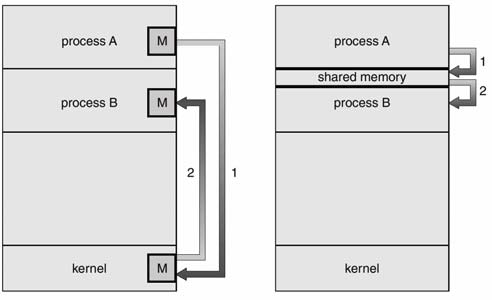 process A
M
process B
M
2
1
kernel
M
process A
1
shared memory
2
process B
kernel